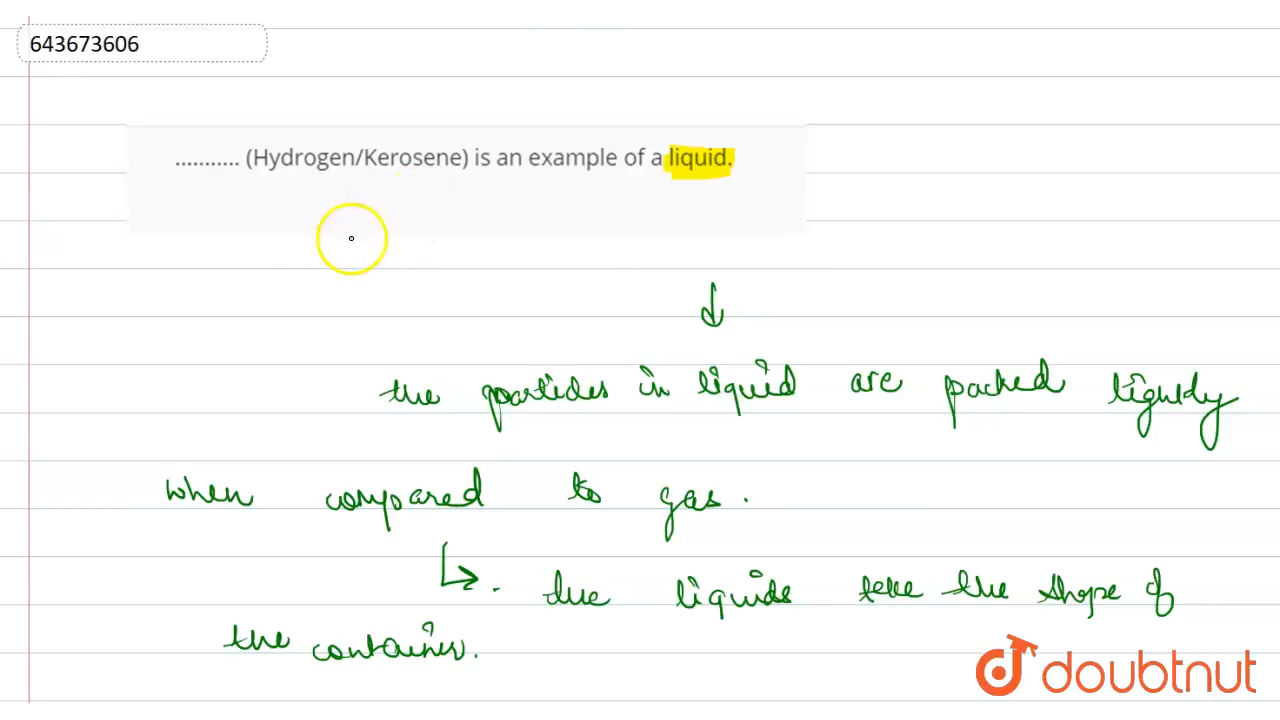 643673606
........... (Hydrogen/Kerosene) is an example of a liquid.
the particles in liquid are packed tightly
when compared to gas.
the liquids take the shape of
the container.
doubtnut